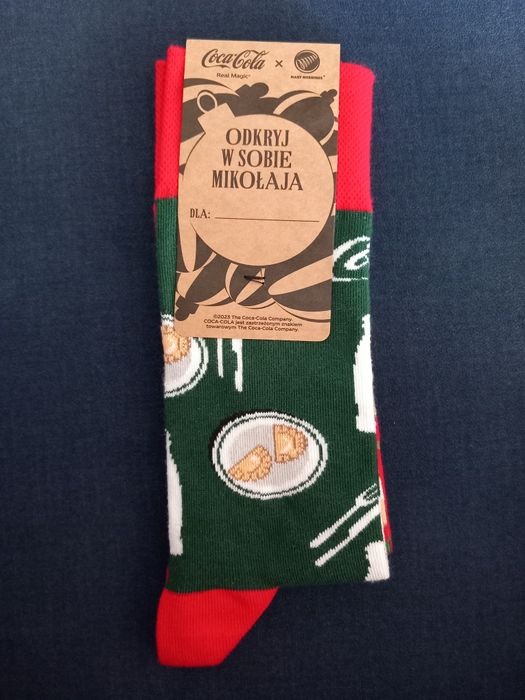 Coca-Cola × MANY MORNINGS®
Real Magic®
ODKRYJ
W SOBIE
MIKOŁAJA
DLA:
©2023 The Coca-Cola Company.
COCA-COLA jest zastrzeżonym znakiem
towarowym The Coca-Cola Company.